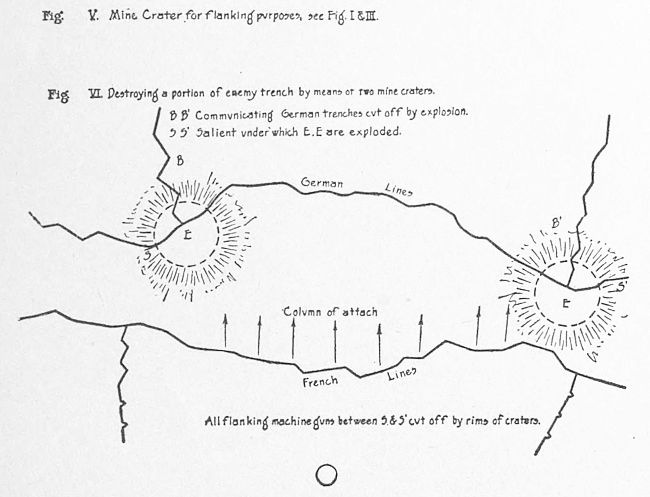 Fig. V. Mine Crater for flanking purposes, see Fig. I & III.
Fig VI. Destroying a portion of enemy trench by means of two mine craters.
B B' Communicating German trenches cut off by explosion.
S S' Salient under which E.E are exploded.
B
German Lines
B'
E
S
S'
E
Column of attach
French Lines
All flanking machine guns between S.& S' cut off by rims of craters.